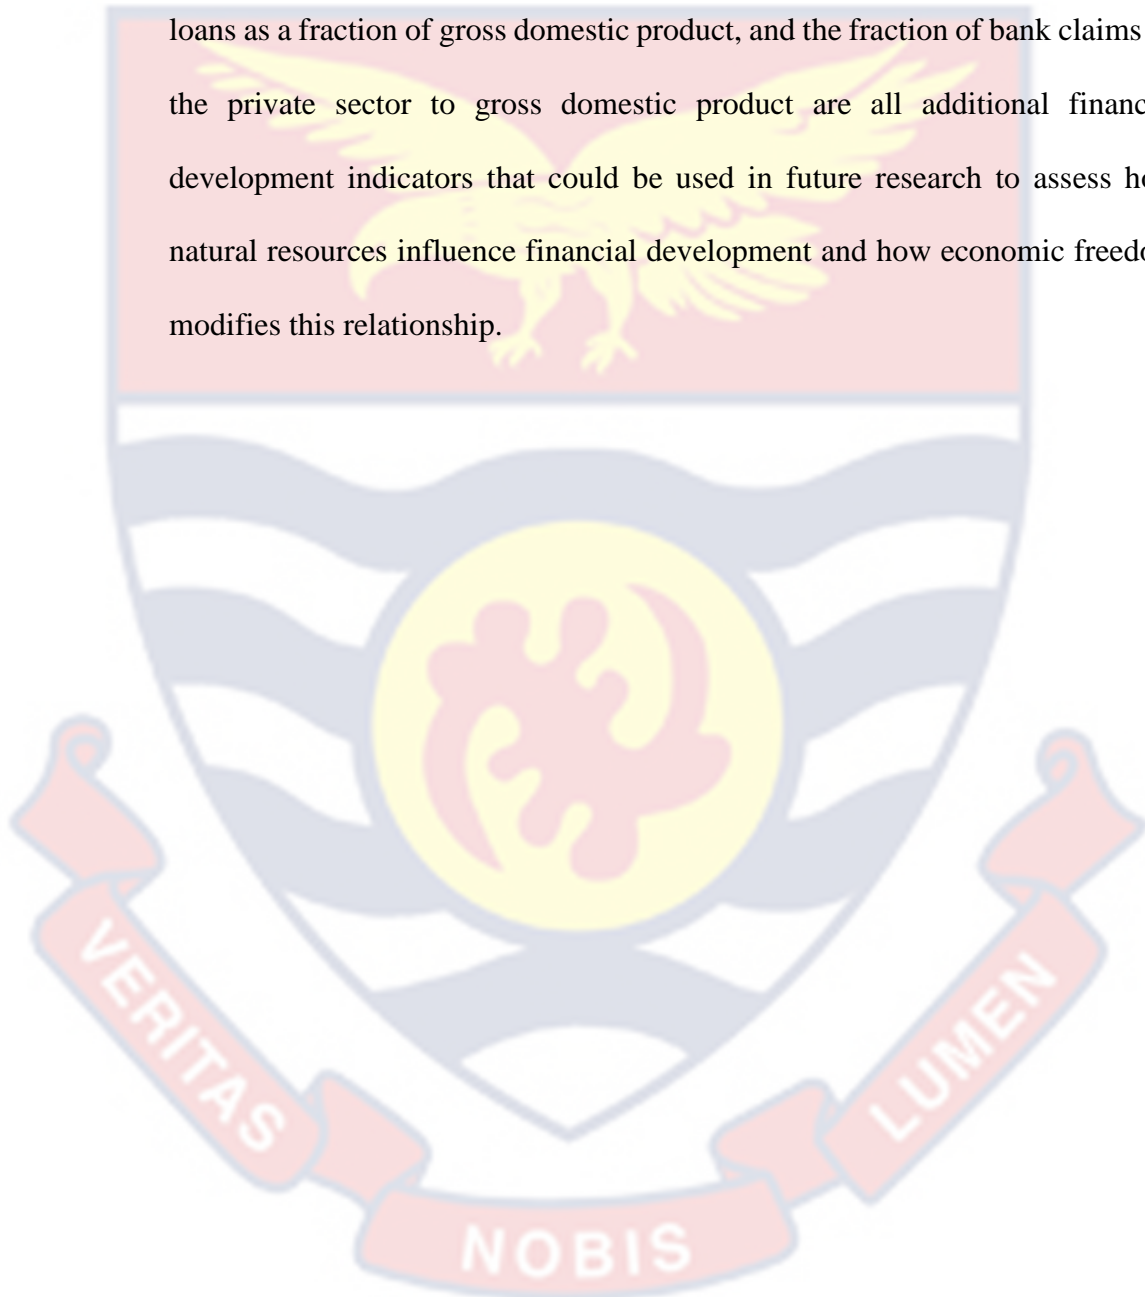 loans as a fraction of gross domestic product, and the fraction of bank claims
the private sector to gross domestic product are all additional financ
development indicators that could be used in future research to assess ho
natural resources influence financial development and how economic freedo
modifies this relationship.
VERITAS
NOBIS
LUMEN